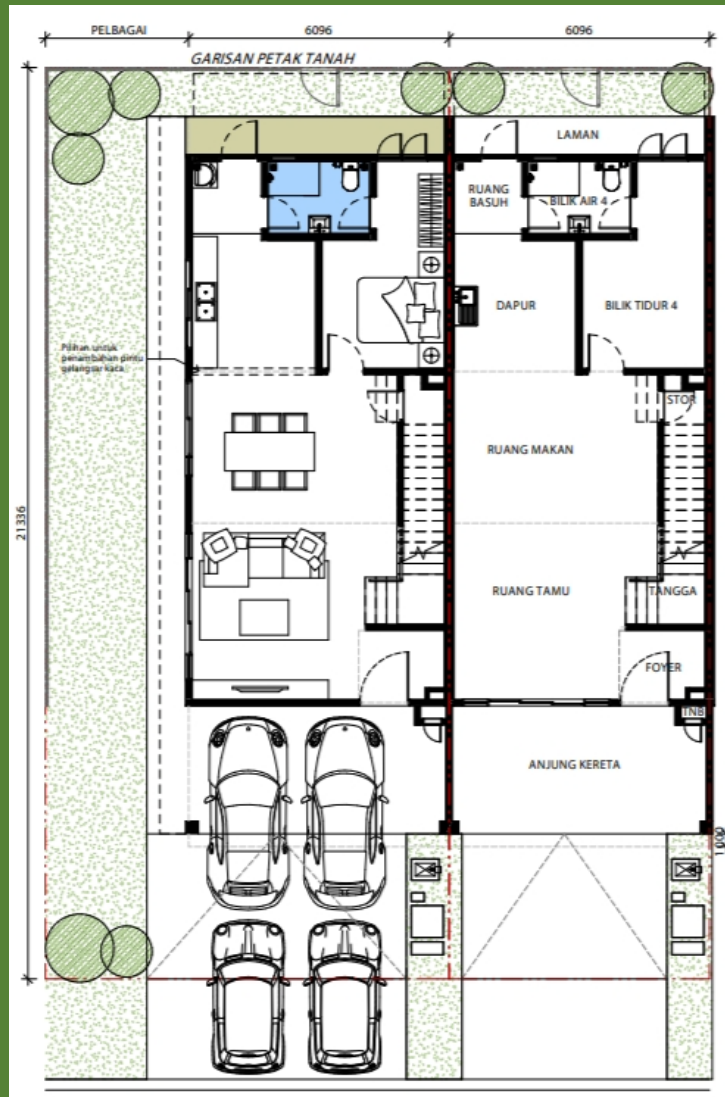 PELBAGAI
6096
6096
GARISAN PETAK TANAH
LAMAN
RUANG
BASUH
BILIK AIR 4
DAPUR
BILIK TIDUR 4
Pilihan untuk
penambahan pintu
gelangsar kaca
STOR
RUANG MAKAN
21336
RUANG TAMU
TANGGA
FOYER
TNB
ANJUNG KERETA